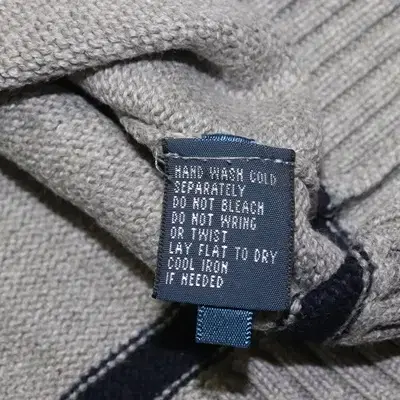 HAND WASH COLD
SEPARATELY
DO NOT BLEACH
DO NOT WRING
OR TWIST
LAY FLAT TO DRY
COOL IRON
IF NEEDED